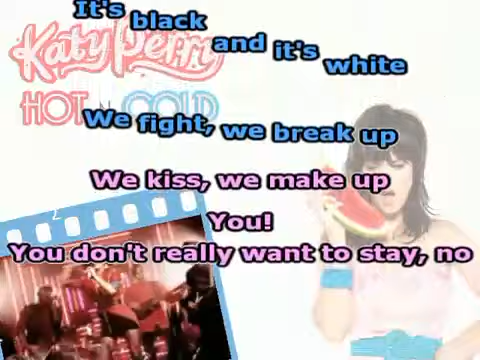 It's black and it's white
Katy Perry
HOT N COLD
We fight, we break up
We kiss, we make up
You!
You don't really want to stay, no